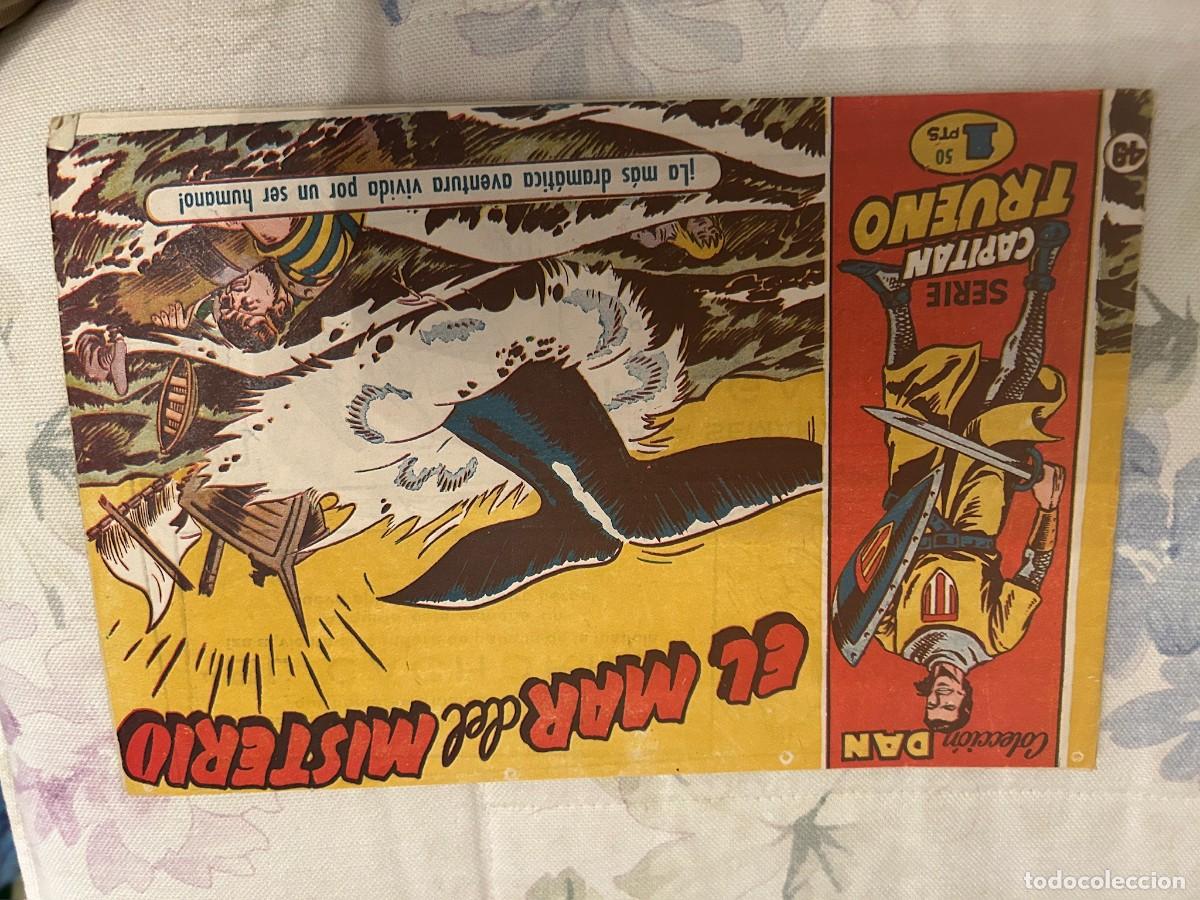 Colección
DAN
SERIE
CAPITAN
TRUENO
1 50
PTS
49
EL MAR del MISTERIO
¡La más dramática aventura vivida por un ser humano!
todocoleccion